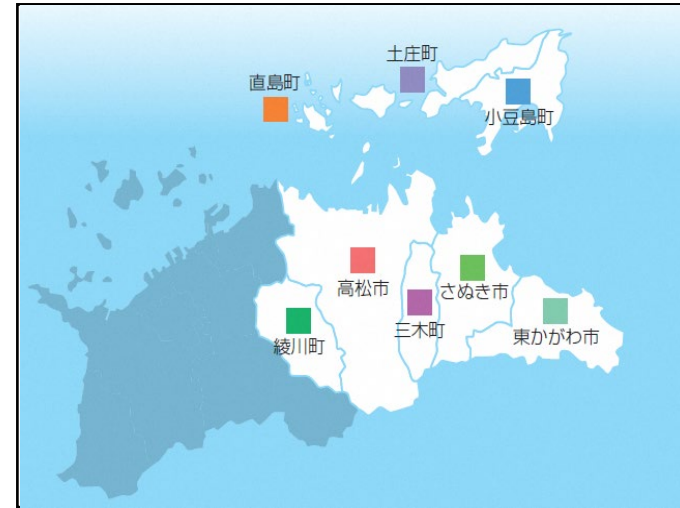 土庄町
直島町
小豆島町
高松市
さぬき市
三木町
東かがわ市
綾川町